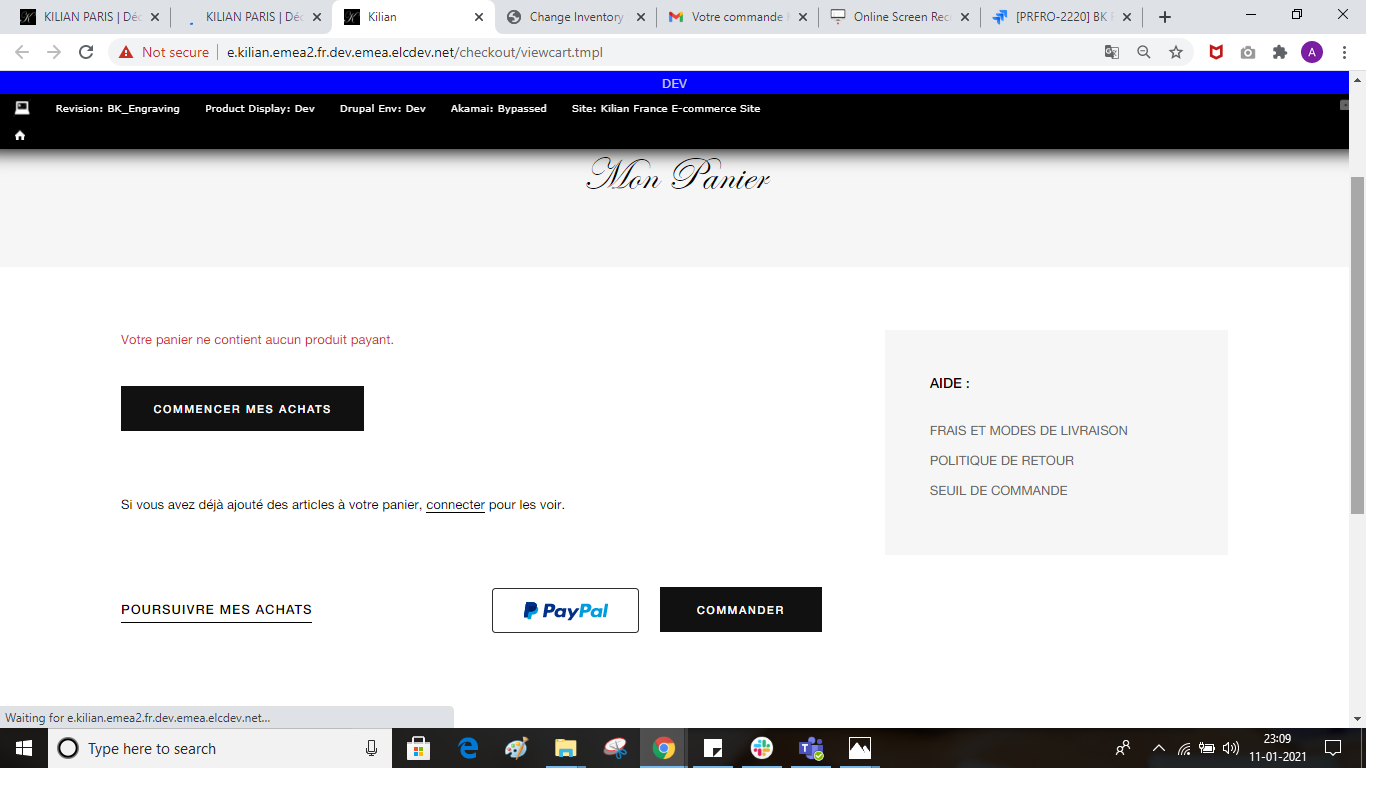 KILIAN PARIS | Déc
KILIAN PARIS | Déc
Kilian
Change Inventory
Votre commande
Online Screen Rec
[PRFRO-2220] BK
Not secure
e.kilian.emea2.fr.dev.emea.elcdev.net/checkout/viewcart.tmpl
A
DEV
Revision: BK_Engraving Product Display: Dev Drupal Env: Dev Akamai: Bypassed Site: Kilian France E-commerce Site
Mon Panier
Votre panier ne contient aucun produit payant.
COMMENCER MES ACHATS
Si vous avez déjà ajouté des articles à votre panier, connecter pour les voir.
POURSUIVRE MES ACHATS
PayPal
COMMANDER
AIDE :
FRAIS ET MODES DE LIVRAISON
POLITIQUE DE RETOUR
SEUIL DE COMMANDE
Waiting for e.kilian.emea2.fr.dev.emea.elcdev.net...
Type here to search
23:09
11-01-2021